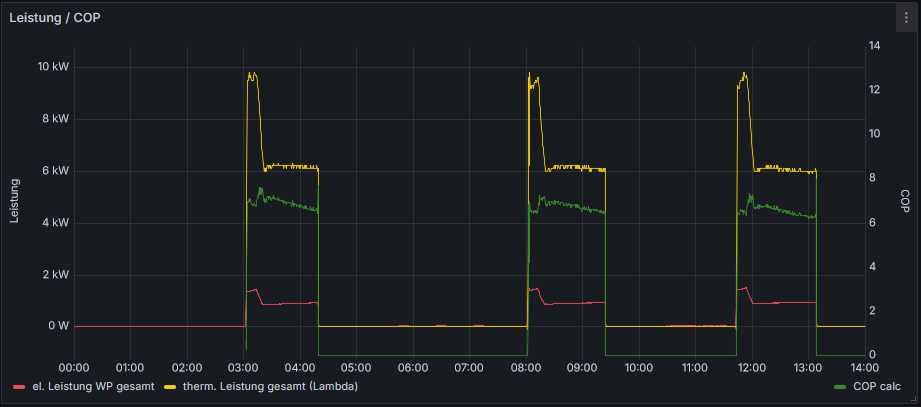 Leistung / COP
14
10 kW
12
8 kW
10
6 kW
8
Leistung
COP
4 kW
6
4
2 kW
2
0 W
0
00:00 01:00 02:00 03:00 04:00 05:00 06:00 07:00 08:00 09:00 10:00 11:00 12:00 13:00 14:00
el. Leistung WP gesamt therm. Leistung gesamt (Lambda) COP calc